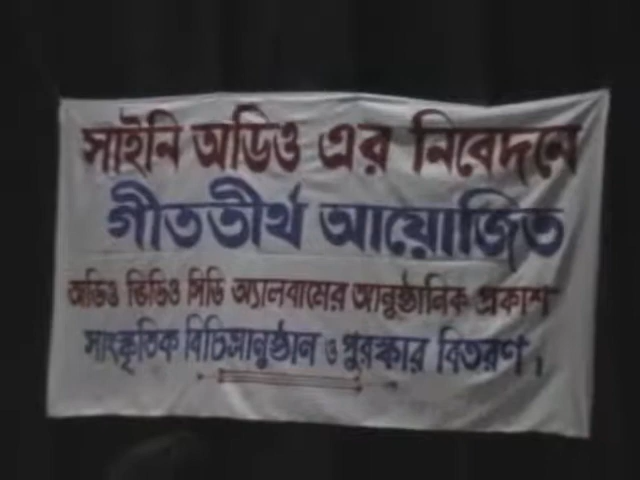 সাইনি অডিও এর নিবেদনে
গীততীর্থ আয়োজিত
অডিও ভিডিও সিডি অ্যালবামের আনুষ্ঠানিক প্রকাশ
সাংস্কৃতিক বিচিত্রানুষ্ঠান ও পুরস্কার বিতরণ।